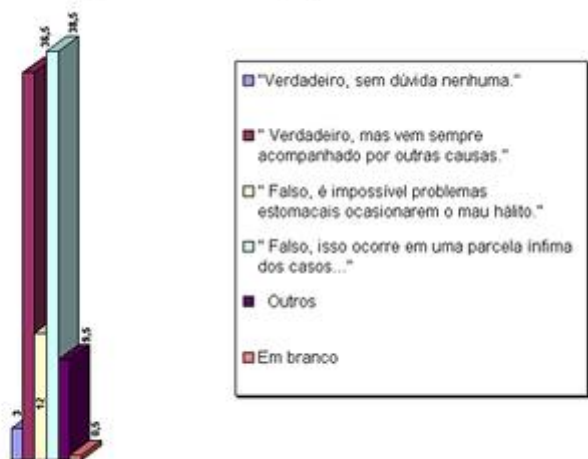 36,5
38,5
3
12
9,5
0,5
"Verdadeiro, sem dúvida nenhuma."
" Verdadeiro, mas vem sempre
acompanhado por outras causas."
" Falso, é impossível problemas
estomacais ocasionarem o mau hálito."
" Falso, isso ocorre em uma parcela ínfima
dos casos..."
Outros
Em branco